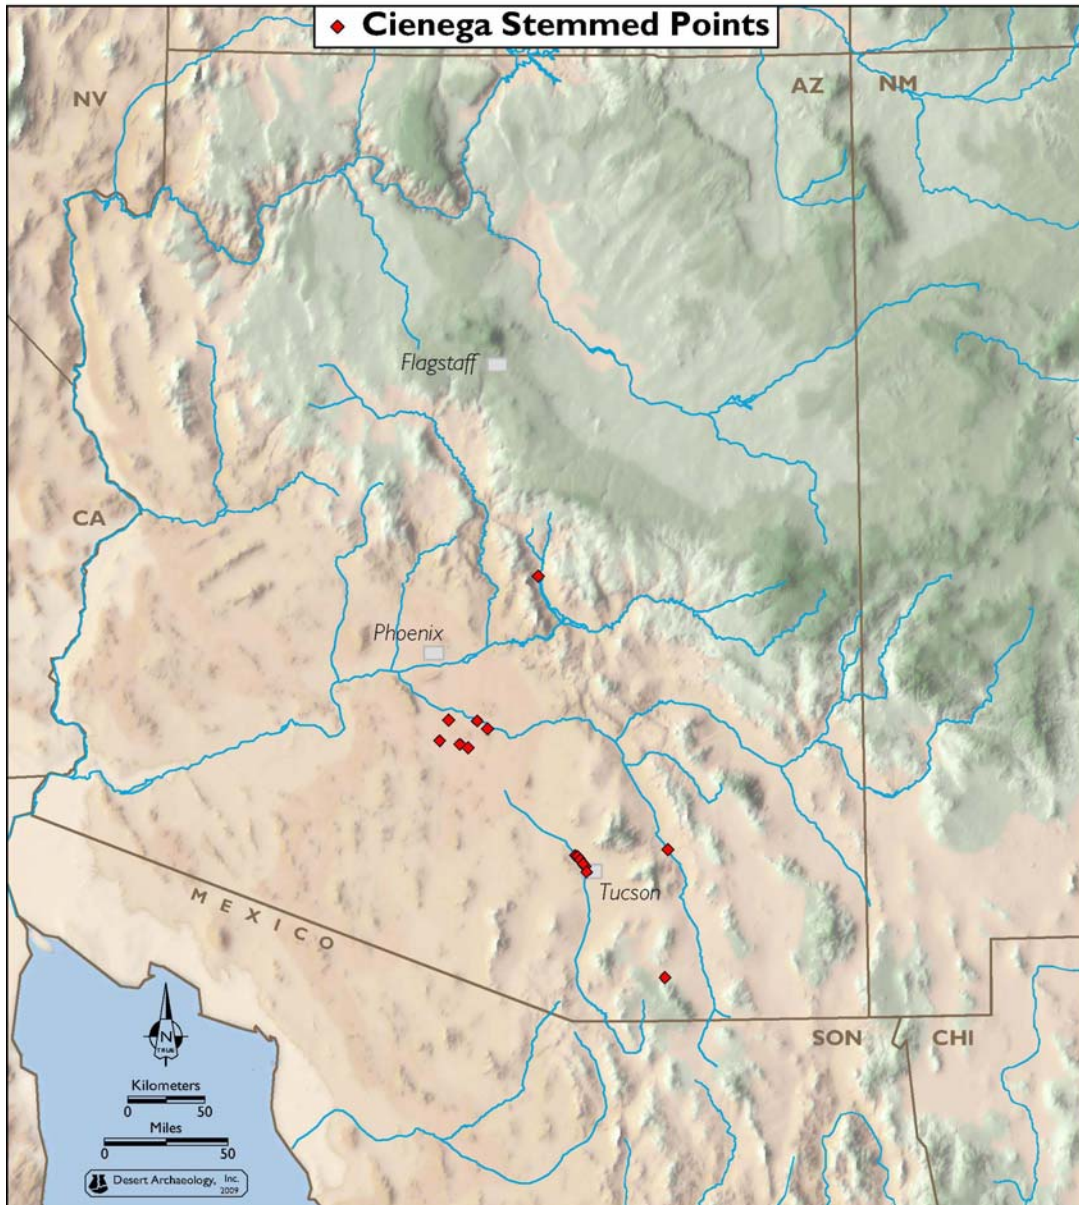 Cienega Stemmed Points
NV
AZ
NM
Flagstaff
CA
Phoenix
Tucson
MEXICO
SON
CHI
N
TRUE
Kilometers
0 50
Miles
0 50
Desert Archaeology, Inc.
2009